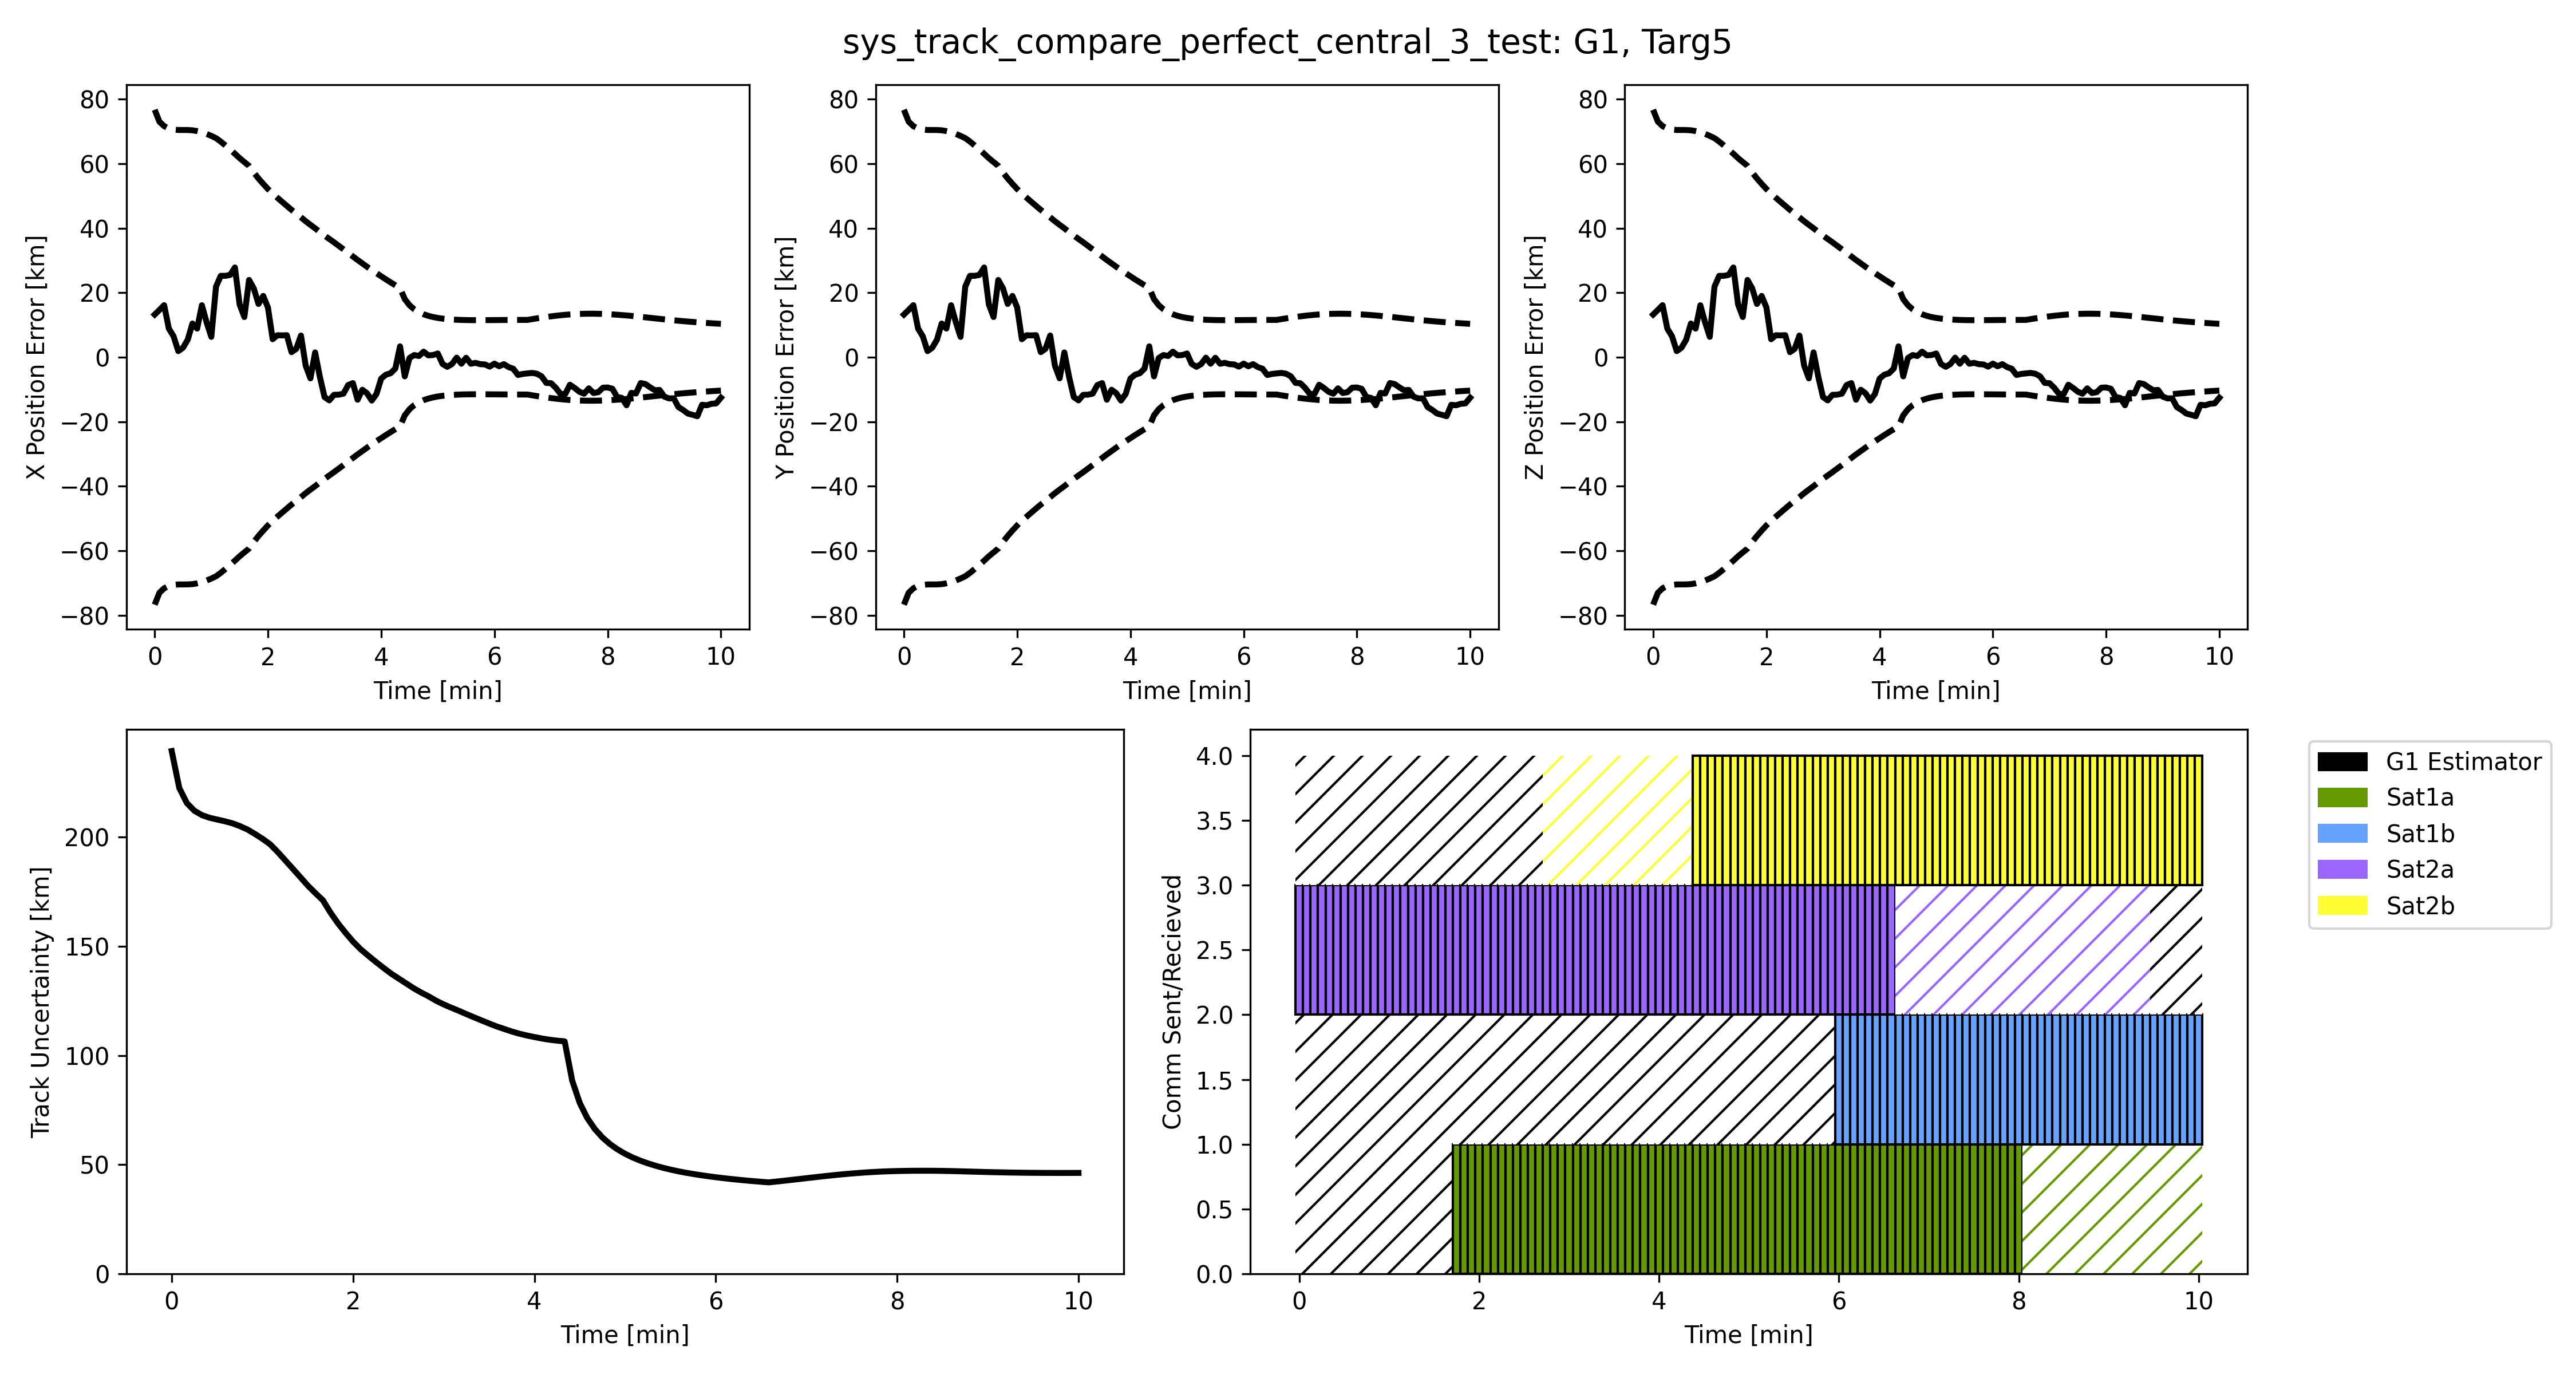 sys_track_compare_perfect_central_3_test: G1, Targ5
X Position Error [km]
80
60
40
20
0
−20
−40
−60
−80
0 2 4 6 8 10
Time [min]
Y Position Error [km]
80
60
40
20
0
−20
−40
−60
−80
0 2 4 6 8 10
Time [min]
Z Position Error [km]
80
60
40
20
0
−20
−40
−60
−80
0 2 4 6 8 10
Time [min]
Track Uncertainty [km]
200
150
100
50
0
0 2 4 6 8 10
Time [min]
Comm Sent/Recieved
4.0
3.5
3.0
2.5
2.0
1.5
1.0
0.5
0.0
0 2 4 6 8 10
Time [min]
G1 Estimator
Sat1a
Sat1b
Sat2a
Sat2b